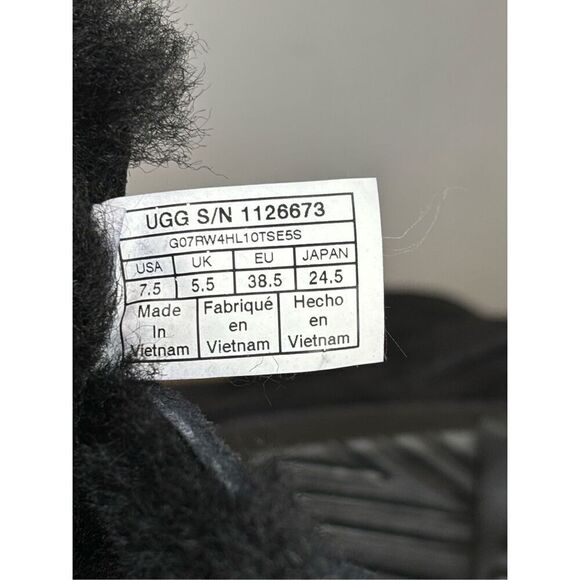 UGG S/N 1126673
G07RW4HL10TSE5S
USA UK EU JAPAN
7.5 5.5 38.5 24.5
Made Fabriqué Hecho
In en en
Vietnam Vietnam Vietnam